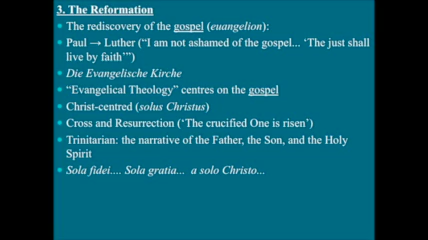 3. The Reformation
The rediscovery of the gospel (euangelion):
Paul → Luther (“I am not ashamed of the gospel... ‘The just shall
live by faith’”)
Die Evangelische Kirche
“Evangelical Theology” centres on the gospel
Christ-centred (solus Christus)
Cross and Resurrection (‘The crucified One is risen’)
Trinitarian: the narrative of the Father, the Son, and the Holy
Spirit
Sola fidei.... Sola gratia... a solo Christo...